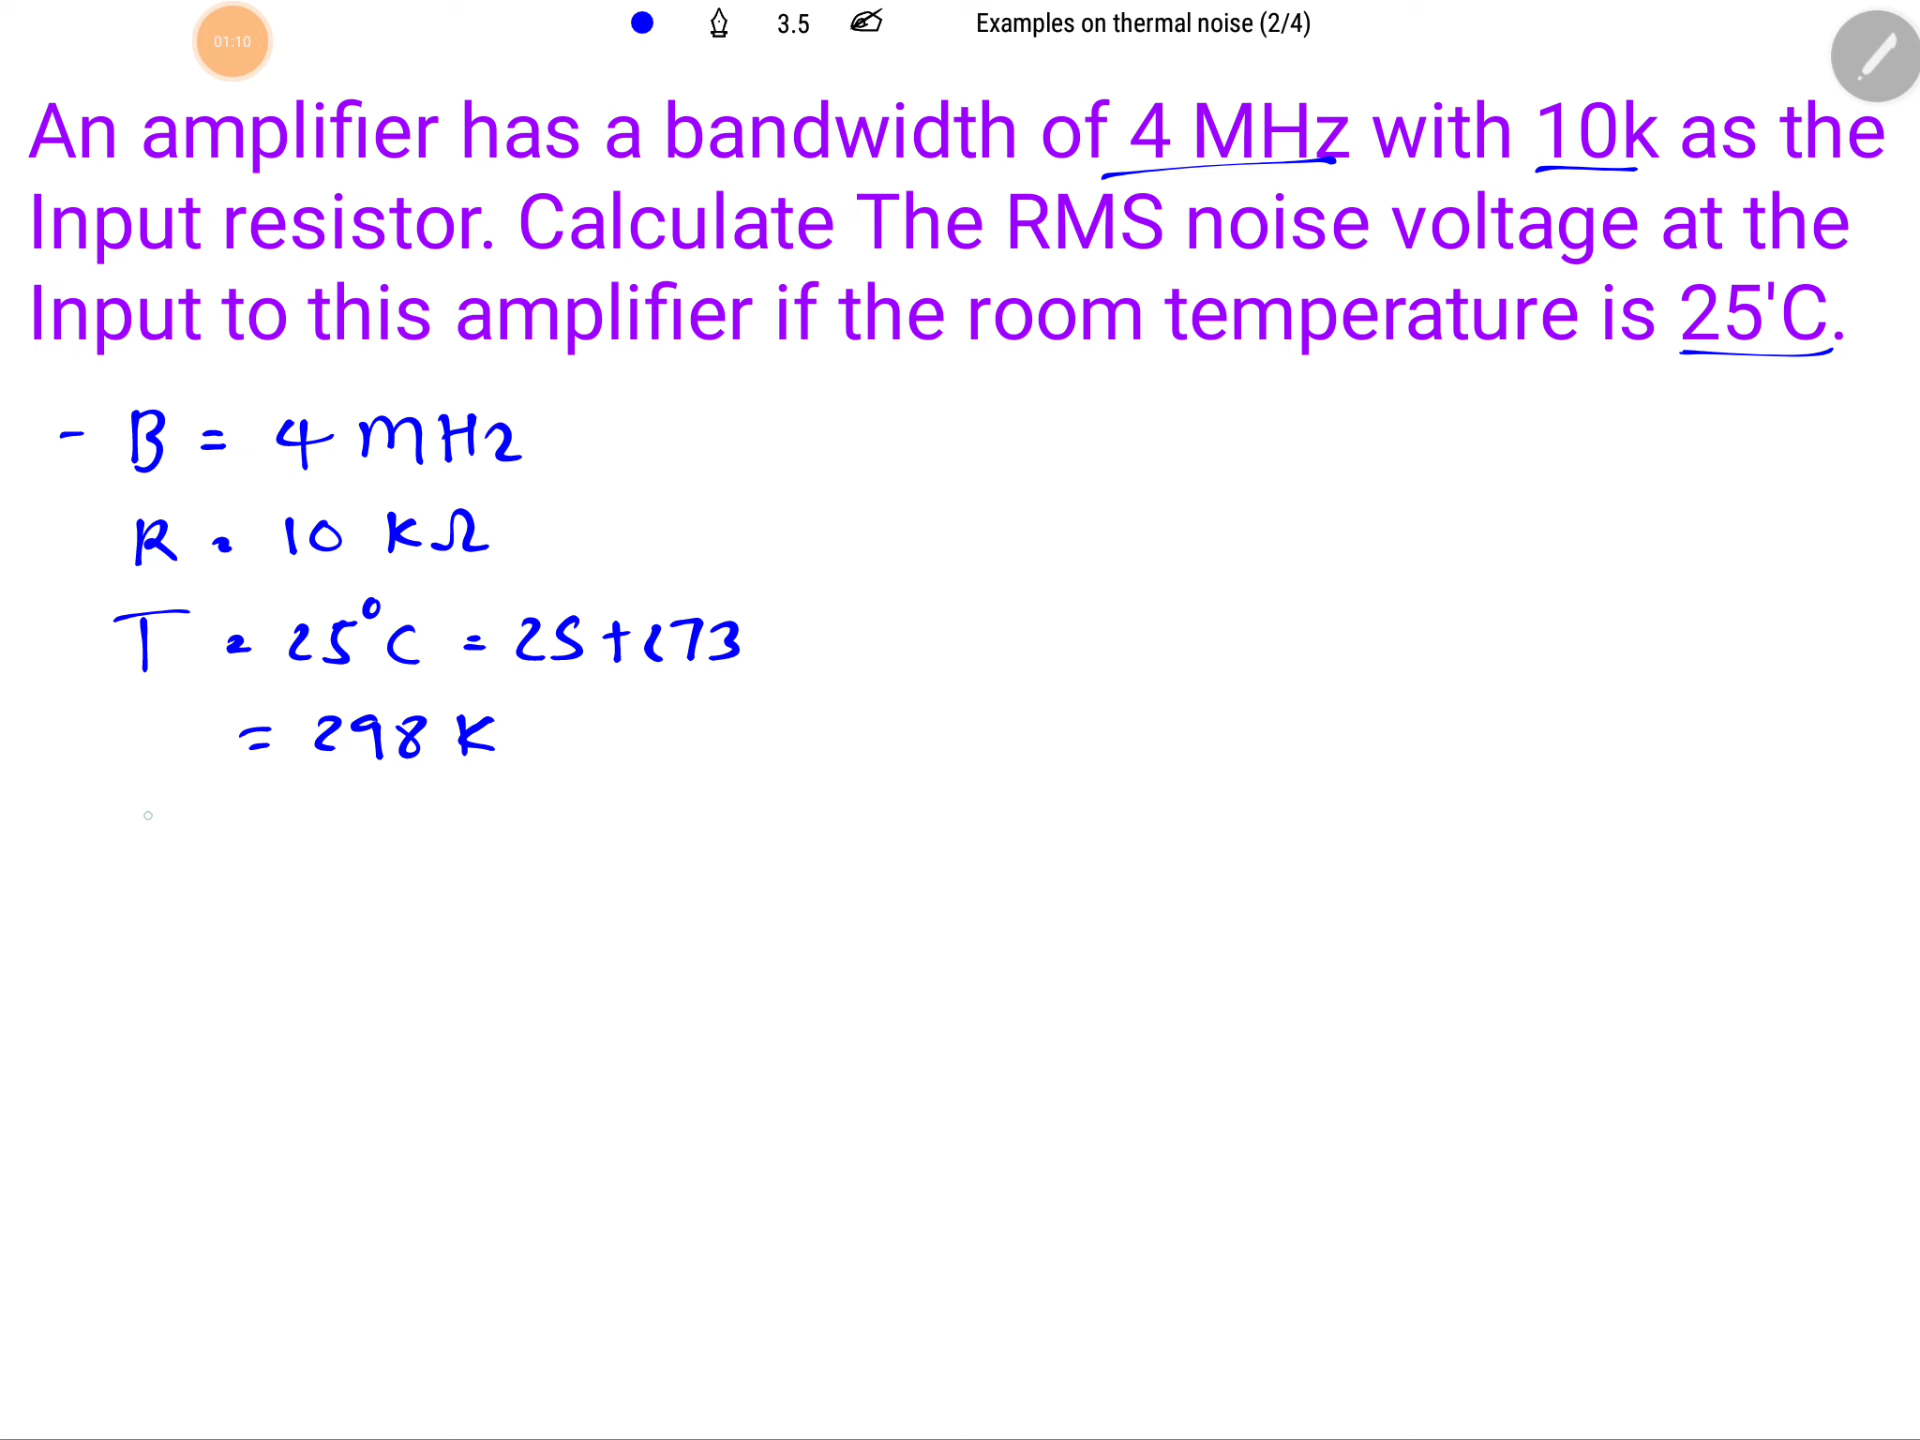 01:10
3.5
Examples on thermal noise (2/4)
An amplifier has a bandwidth of 4 MHz with 10k as the
Input resistor. Calculate The RMS noise voltage at the
Input to this amplifier if the room temperature is 25'C.
- B = 4 MHz
R = 10 KΩ
T = 25°C = 25+273
= 298 K